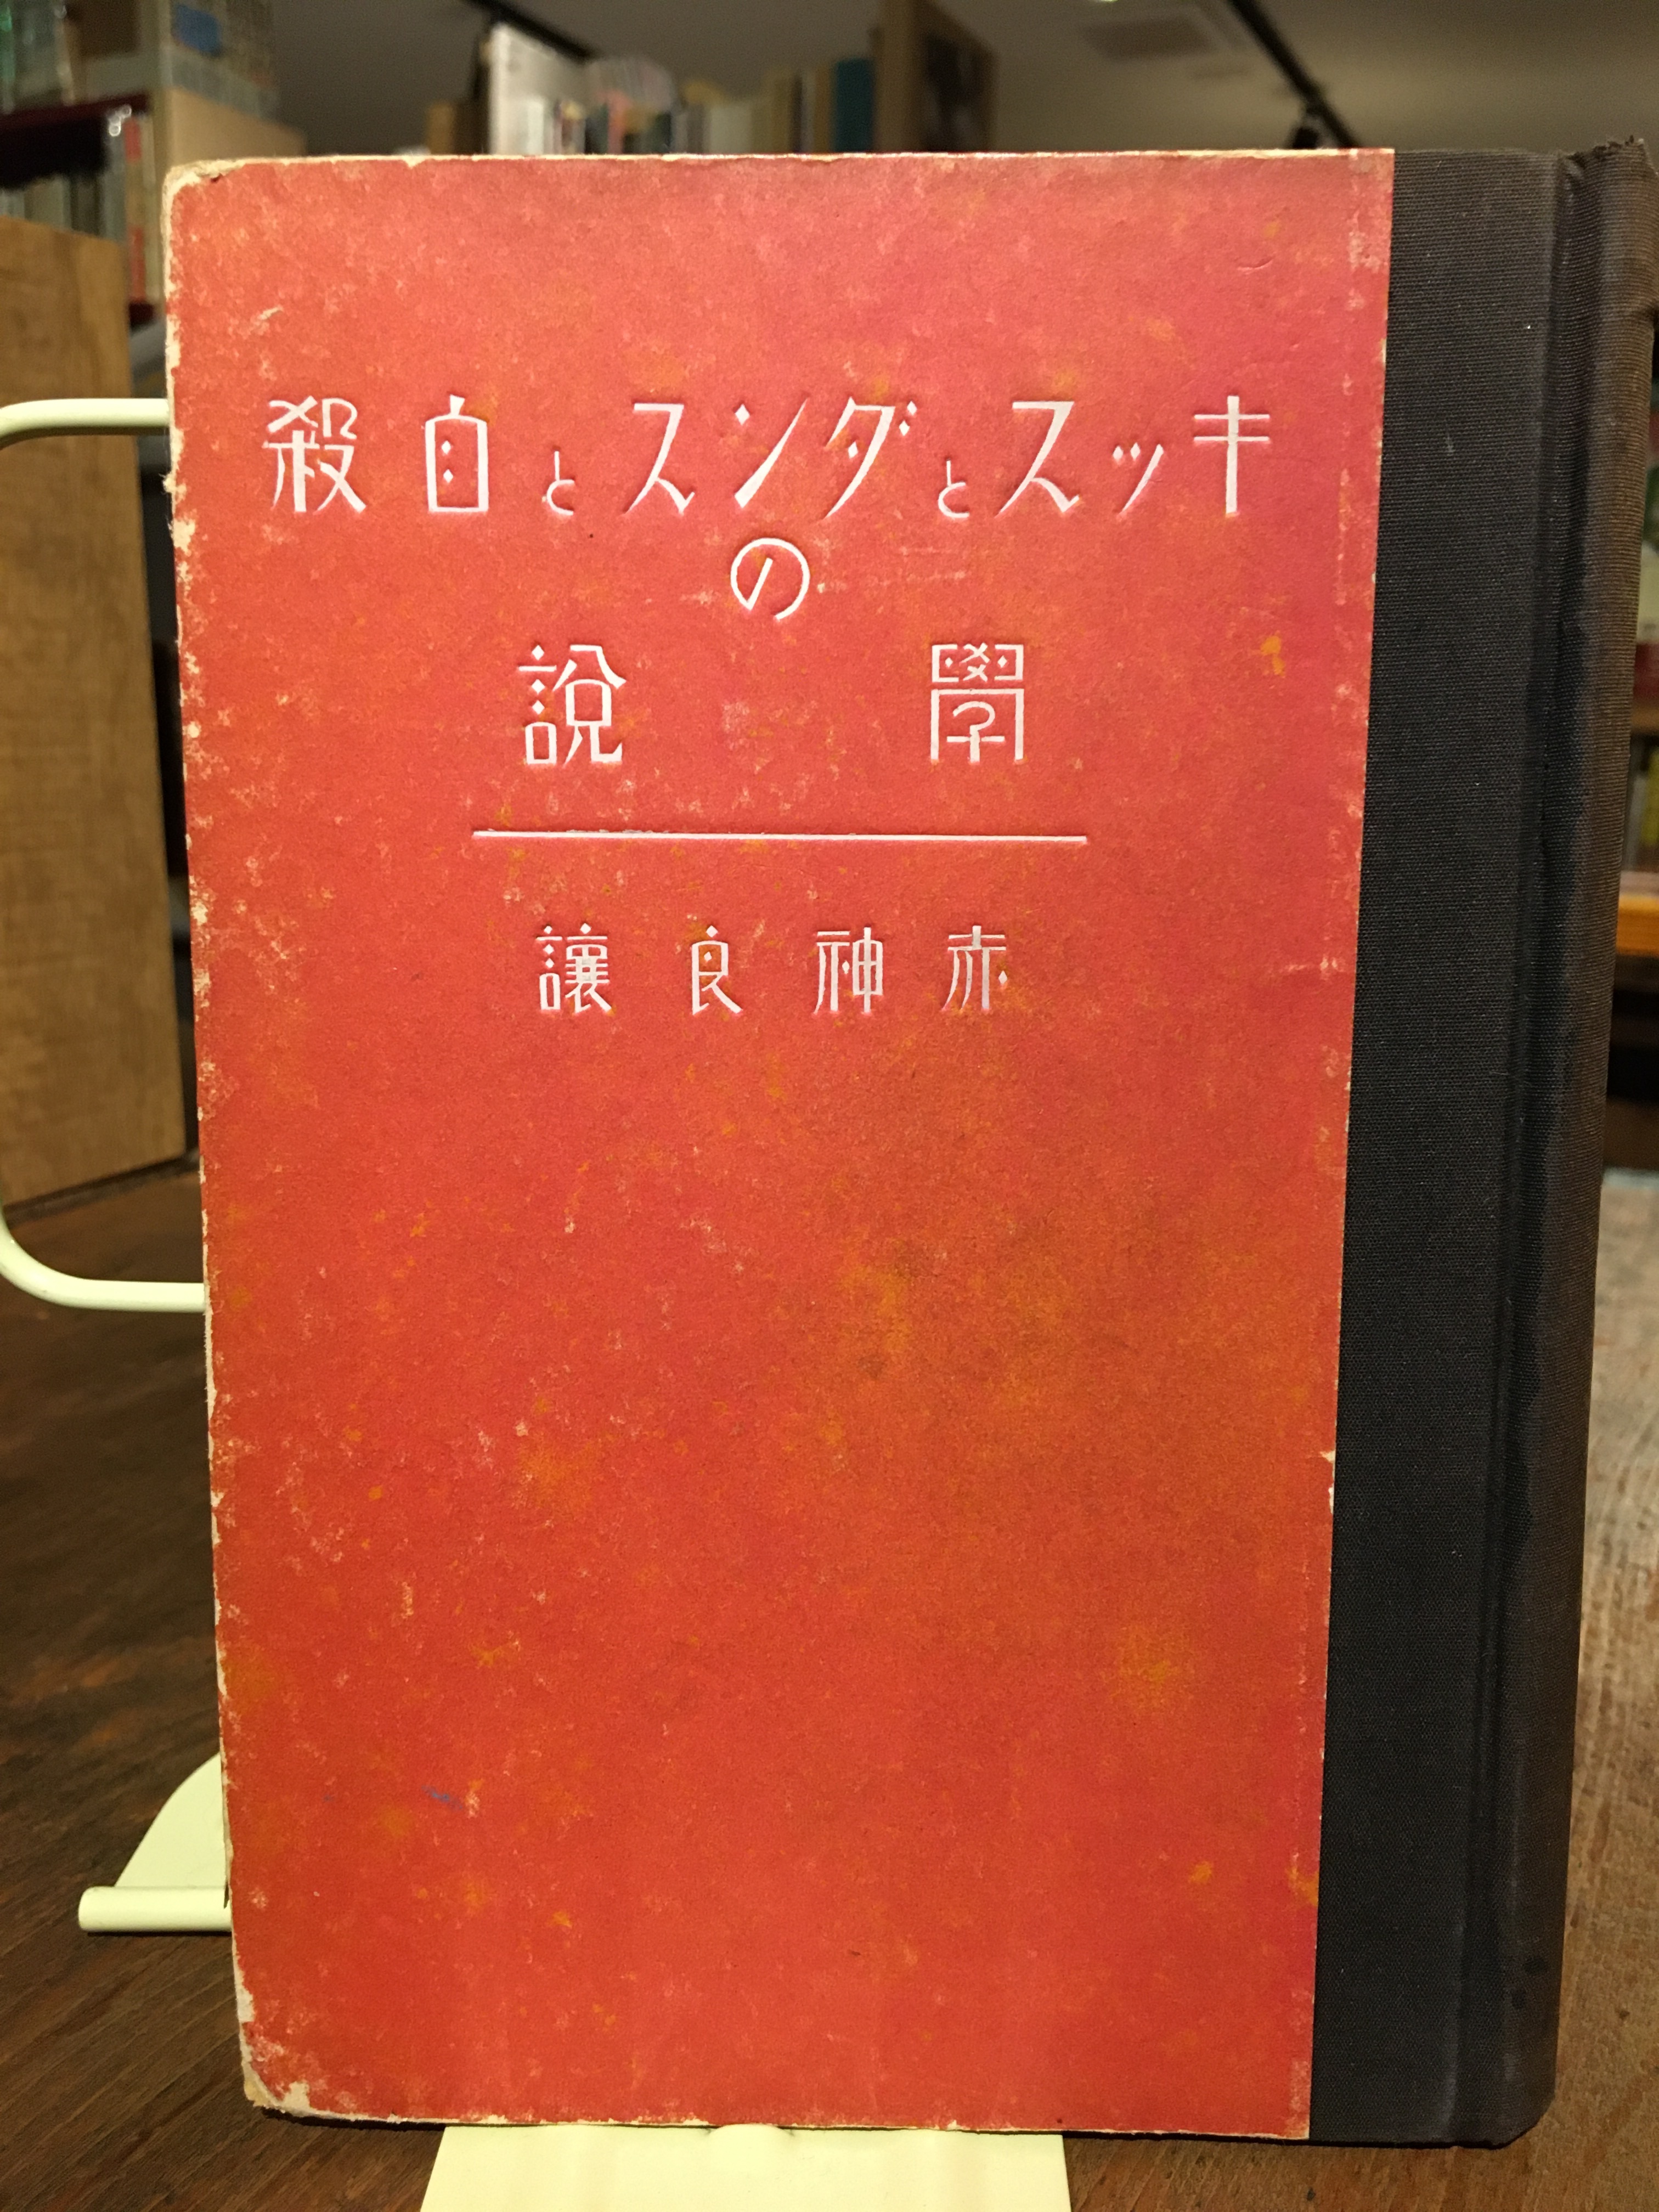 キッスとダンスと自殺
の
學說
赤神良讓